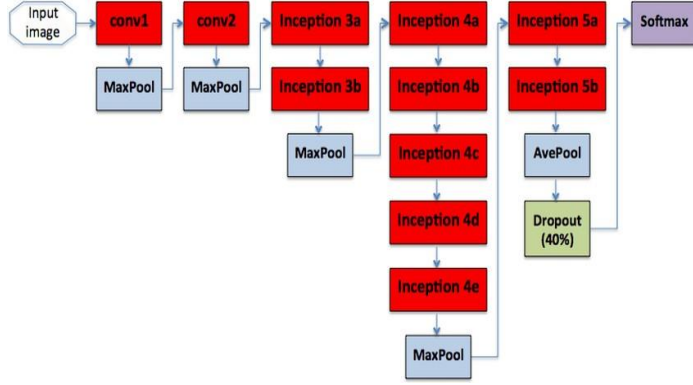 Input
image
conv1
MaxPool
conv2
MaxPool
Inception 3a
Inception 3b
MaxPool
Inception 4a
Inception 4b
Inception 4c
Inception 4d
Inception 4e
MaxPool
Inception 5a
Inception 5b
AvePool
Dropout
(40%)
Softmax